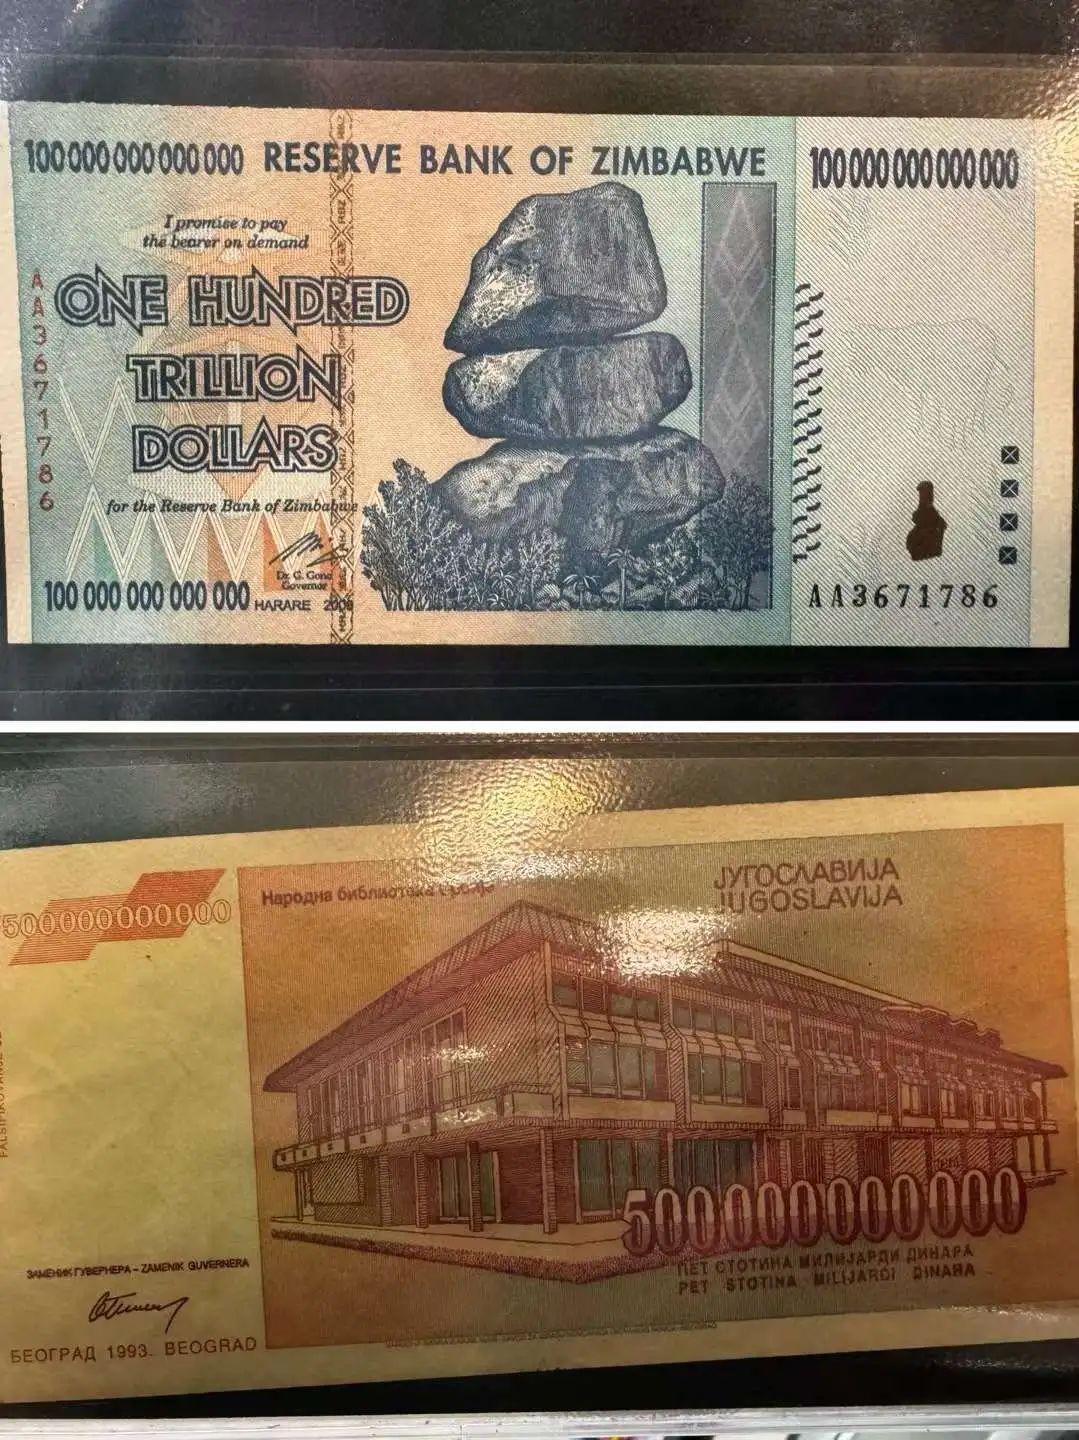 100 000 000 000 000 RESERVE BANK OF ZIMBABWE 100 000 000 000 000
I promise to pay
the bearer on demand
ONE HUNDRED
TRILLION
DOLLARS
for the Reserve Bank of Zimbabwe
Dr. G. Gono
Governor
100 000 000 000 000 HARARE
AA3671786
AA3671786
500000000000
Народна библиотека
ЈУГОСЛАВИЈА
JUGOSLAVIJA
500000000000
ПЕТ СТОТИНА МИЛИЈАРДИ ДИНАРА
PET STOTINA MILIJARDI DINARA
ЗАМЕНИК ГУВЕРНЕРА – ZAMENIK GUVERNERA
БЕОГРАД 1993. BEOGRAD